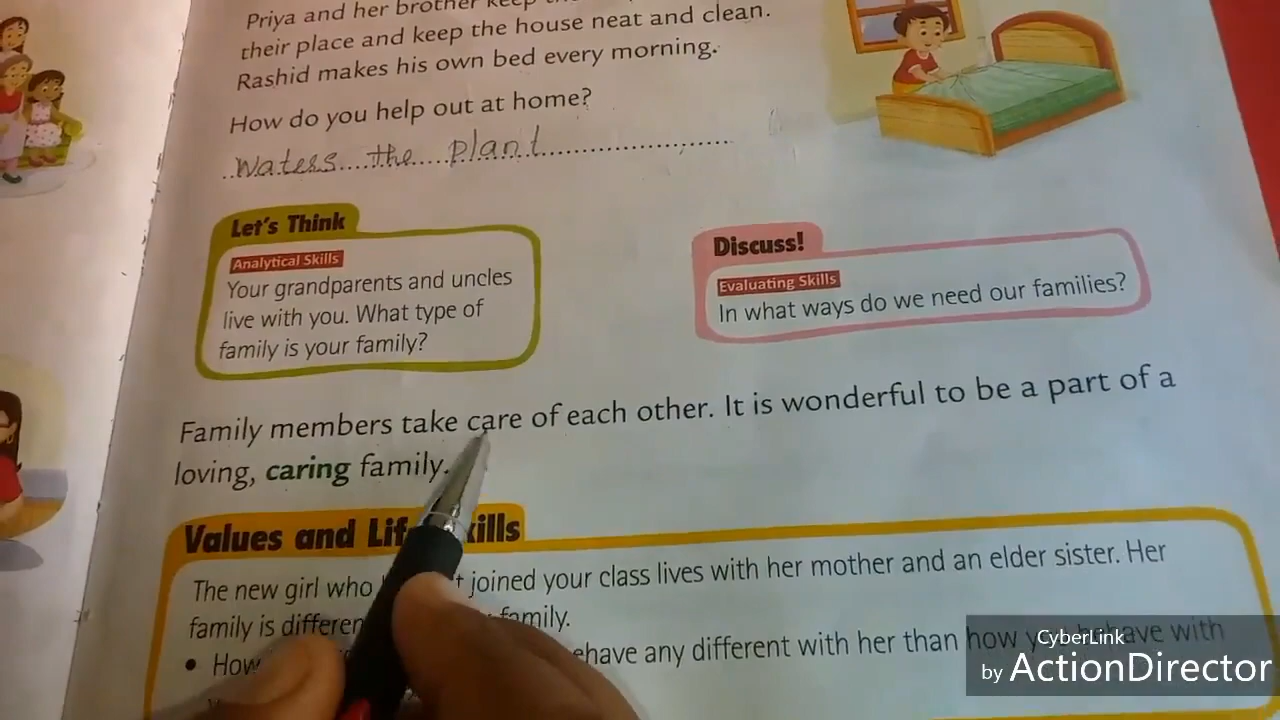 Priya and her brother keep
their place and keep the house neat and clean.
Rashid makes his own bed every morning.
How do you help out at home?
Waters the plant
Let's Think
Analytical Skills
Your grandparents and uncles
live with you. What type of
family is your family?
Discuss!
Evaluating Skills
In what ways do we need our families?
Family members take care of each other. It is wonderful to be a part of a
loving, caring family.
Values and Life Skills
The new girl who joined your class lives with her mother and an elder sister. Her
family is different family.
• How behave any different with her than how you behave with
CyberLink
by ActionDirector